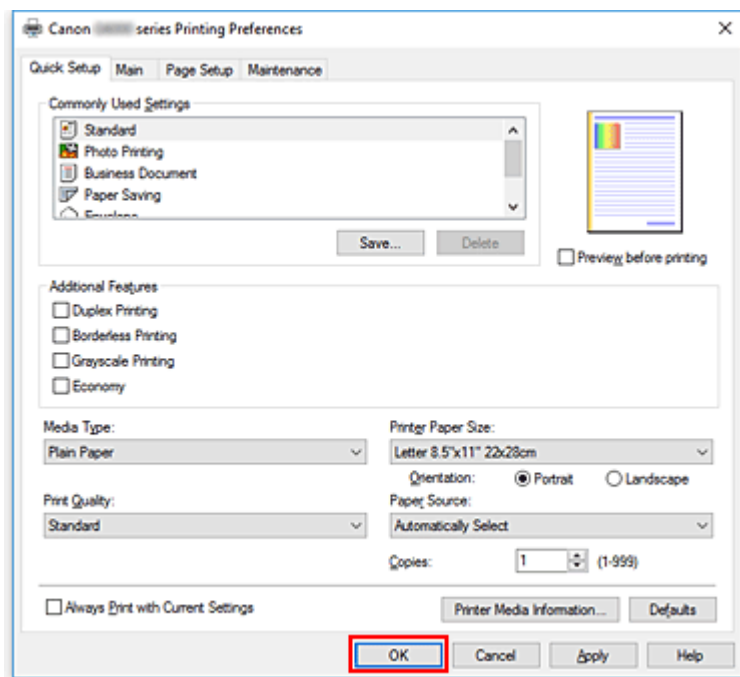 Canon series Printing Preferences
Quick Setup Main Page Setup Maintenance
Commonly Used Settings
Standard
Photo Printing
Business Document
Paper Saving
Envelope
Save... Delete
Preview before printing
Additional Features
Duplex Printing
Borderless Printing
Grayscale Printing
Economy
Media Type: Printer Paper Size:
Plain Paper Letter 8.5"x11" 22x28cm
Orientation: Portrait Landscape
Print Quality: Paper Source:
Standard Automatically Select
Copies: 1 (1-999)
Always Print with Current Settings Printer Media Information... Defaults
OK Cancel Apply Help